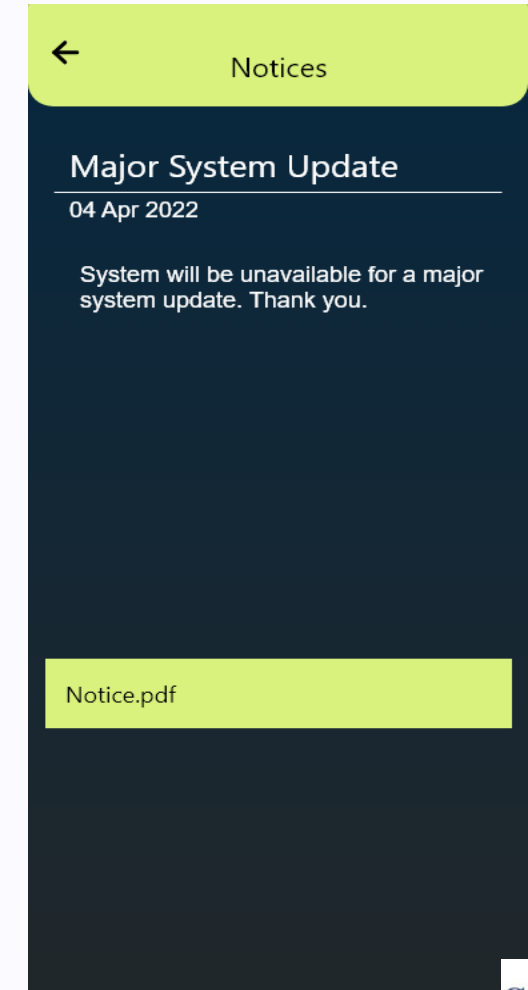 Notices
Major System Update
04 Apr 2022
System will be unavailable for a major
system update. Thank you.
Notice.pdf